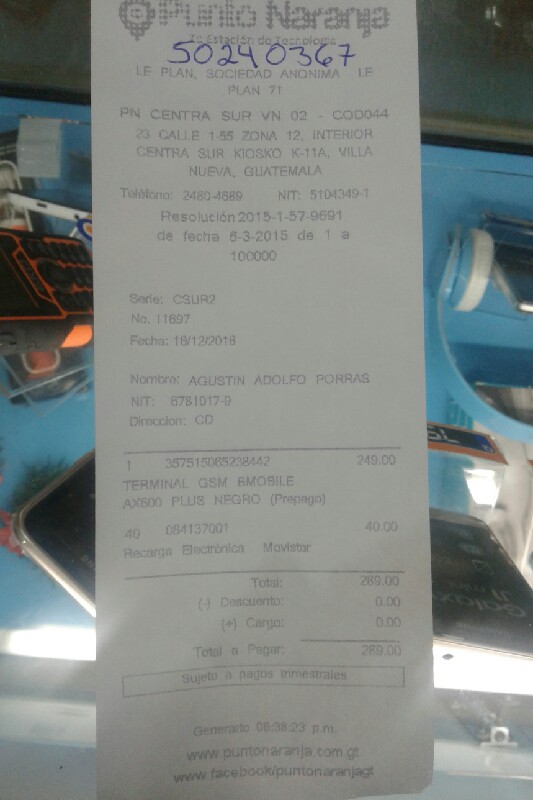 Punto Naranja
Tu Estación de Tecnología
50240367
LE PLAN, SOCIEDAD ANONIMA LE
PLAN 71
PN CENTRA SUR VN 02 - COD044
23 CALLE 1-55 ZONA 12, INTERIOR
CENTRA SUR KIOSKO K-11A, VILLA
NUEVA, GUATEMALA
Teléfono: 2480-4689 NIT: 5104349-1
Resolución 2015-1-57-9691
de fecha 6-3-2015 de 1 a
100000
Serie: CSUR2
No. 11697
Fecha: 16/12/2016
Nombre: AGUSTIN ADOLFO PORRAS
NIT: 6781017-9
Direccion: CD
1 357515065238442 249.00
TERMINAL GSM BMOBILE
AX600 PLUS NEGRO (Prepago)
40 084137001 40.00
Recarga Electrónica Movistar
Total: 289.00
(-) Descuento: 0.00
(+) Cargo: 0.00
Total a Pagar: 289.00
Sujeto a pagos trimestrales
Generado 06:38:23 p.m.
www.puntonaranja.com.gt
www.facebook/puntonaranjagt